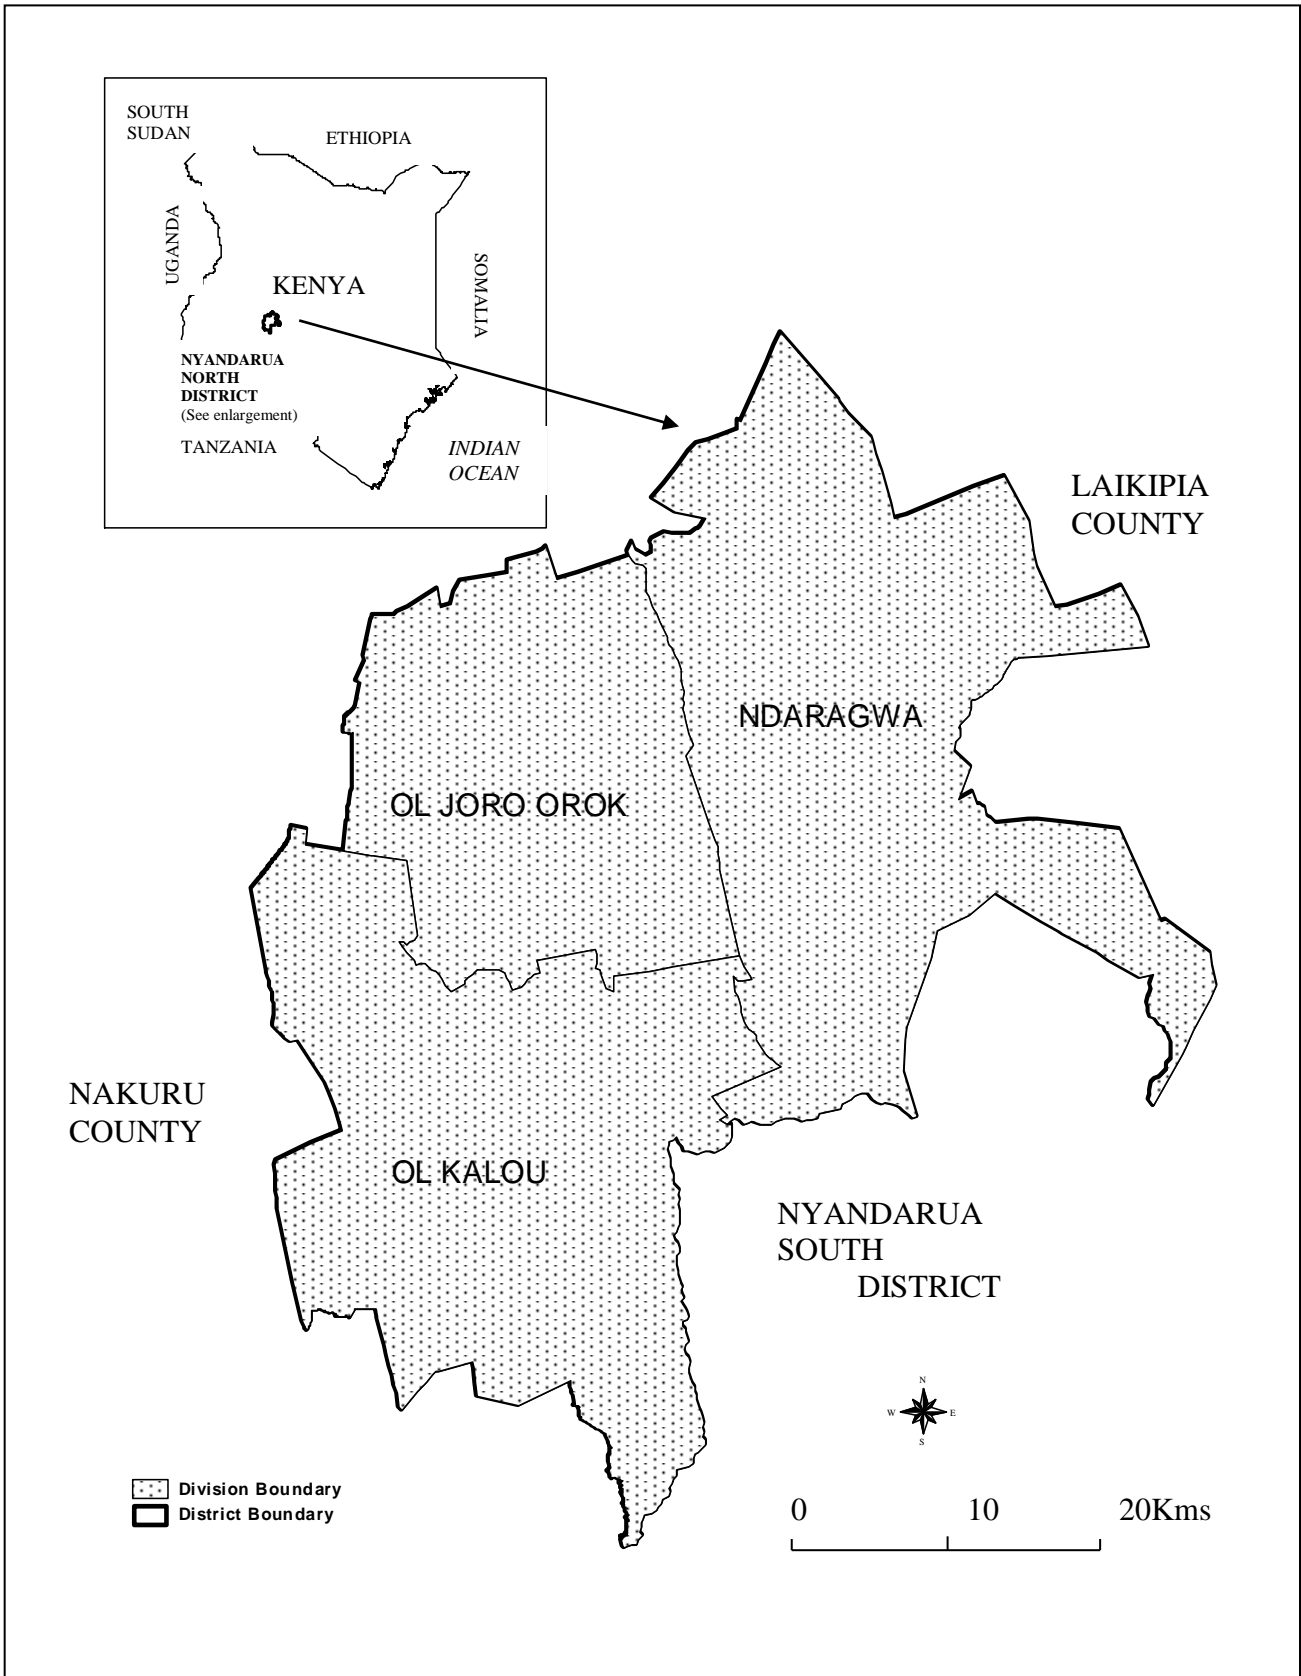 SOUTH
SUDAN
ETHIOPIA
UGANDA
SOMALIA
KENYA
NYANDARUA
NORTH
DISTRICT
(See enlargement)
TANZANIA
INDIAN
OCEAN
LAIKIPIA
COUNTY
NDARAGWA
OL JORO OROK
NAKURU
COUNTY
OL KALOU
NYANDARUA
SOUTH
DISTRICT
N
W E
S
Division Boundary
District Boundary
0 10 20Kms